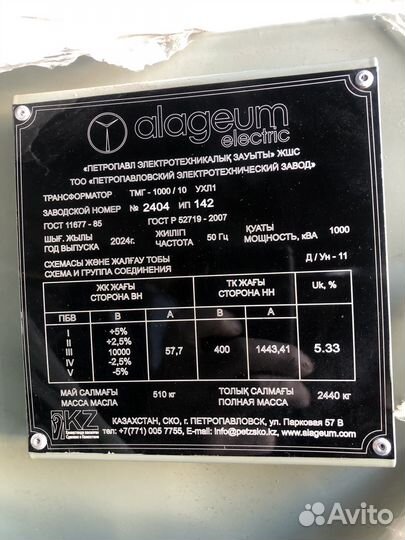 alageum
electric
«ПЕТРОПАВЛ ЭЛЕКТРОТЕХНИКАЛЫҚ ЗАУЫТЫ» ЖШС
ТОО «ПЕТРОПАВЛОВСКИЙ ЭЛЕКТРОТЕХНИЧЕСКИЙ ЗАВОД»
ТРАНСФОРМАТОР ТМГ - 1000 / 10 УХЛ1
ЗАВОДСКОЙ НОМЕР № 2404 ИП 142
ГОСТ 11677 - 85 ГОСТ Р 52719 - 2007
ШЫҒ. ЖЫЛЫ ЖИІЛІГІ ҚУАТЫ
ГОД ВЫПУСКА 2024г. ЧАСТОТА 50 Гц МОЩНОСТЬ, кВА 1000
СХЕМАСЫ ЖӘНЕ ЖАЛҒАУ ТОБЫ
СХЕМА И ГРУППА СОЕДИНЕНИЯ Д / Ун - 11
ЖК ЖАҒЫ ТК ЖАҒЫ Uk, %
СТОРОНА ВН СТОРОНА НН
ПБВ В А В А
I +5%
II +2,5%
III 10000 57,7 400 1443,41 5.33
IV -2,5%
V -5%
МАЙ САЛМАҒЫ ТОЛЫҚ САЛМАҒЫ
МАССА МАСЛА 510 кг ПОЛНАЯ МАССА 2440 кг
KZ
КАЗАХСТАН, СКО, г. ПЕТРОПАВЛОВСК, ул. Парковая 57 В
тел: +7(771) 005 7755, E-mail: info@petzsko.kz, www.alageum.com
Avito